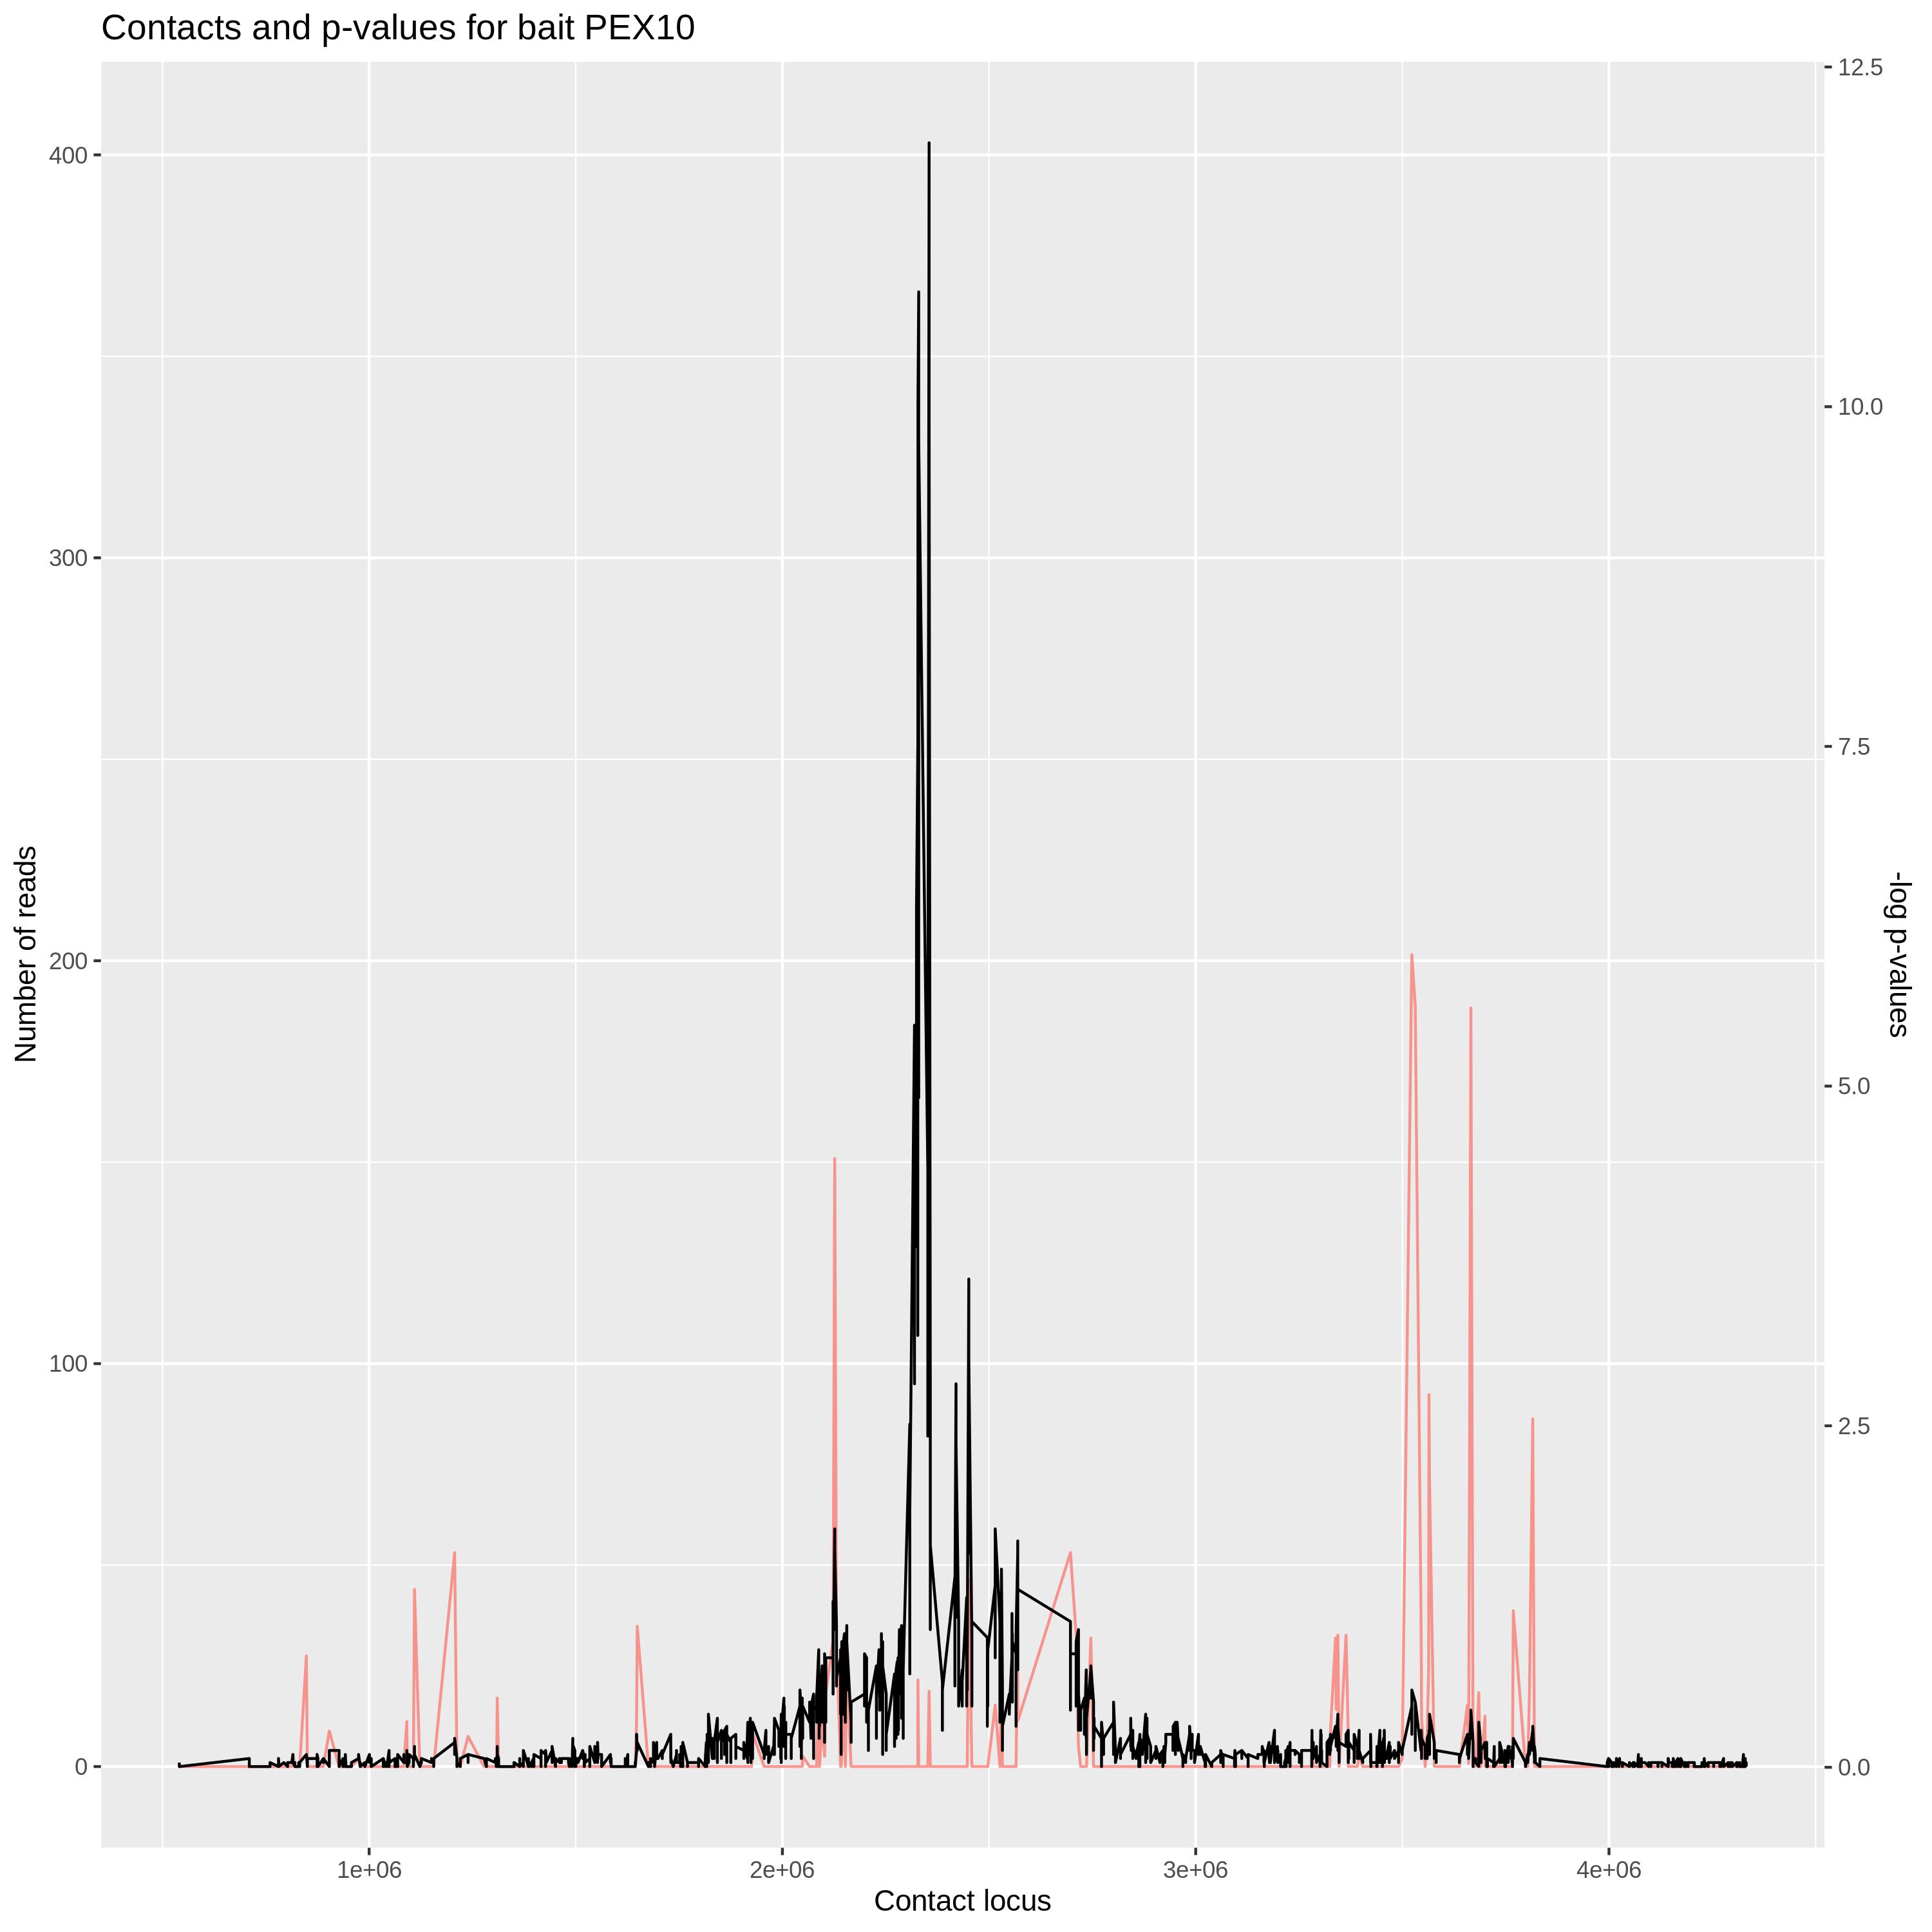 Contacts and p-values for bait PEX10
Number of reads
400
300
200
100
0
12.5
10.0
7.5
5.0
2.5
0.0
-log p-values
1e+06
2e+06
3e+06
4e+06
Contact locus